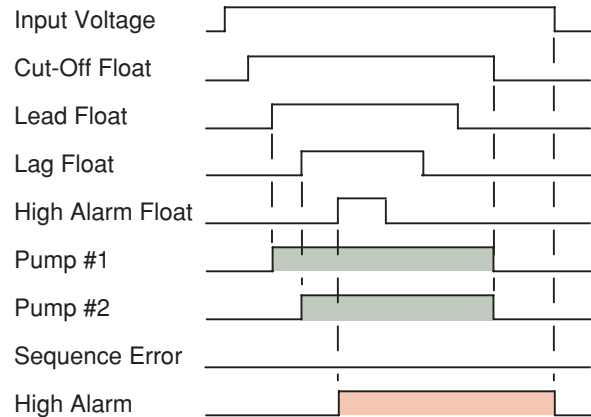 Input Voltage
Cut-Off Float
Lead Float
Lag Float
High Alarm Float
Pump #1
Pump #2
Sequence Error
High Alarm